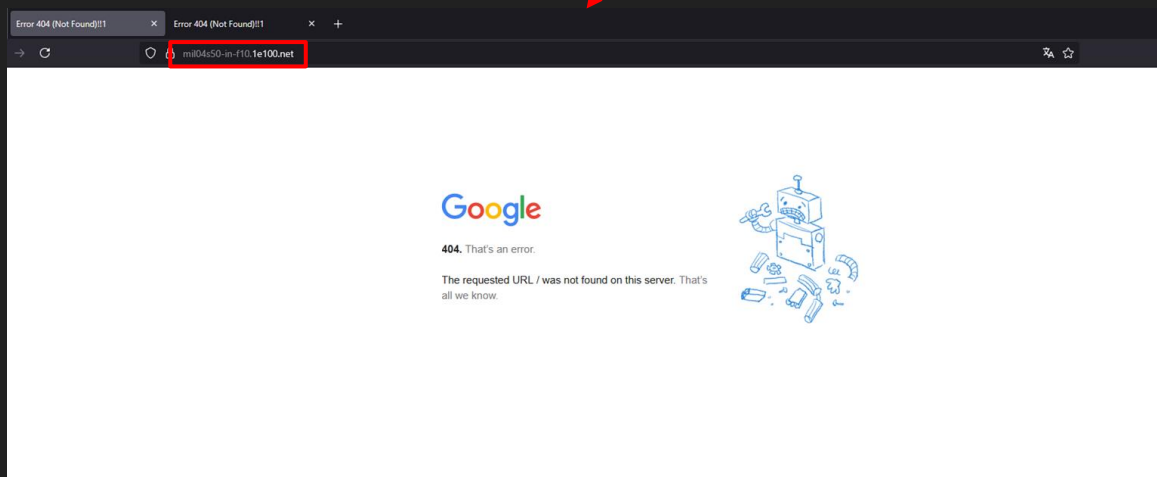 Error 404 (Not Found)!!1 Error 404 (Not Found)!!1
mil04s50-in-f10.1e100.net
Google
404. That's an error.
The requested URL / was not found on this server. That's
all we know.